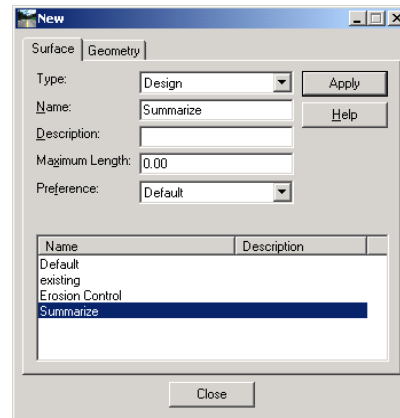 New
Surface Geometry
Type: Design Apply
Name: Summarize Help
Description:
Maximum Length: 0.00
Preference: Default
Name Description
Default
existing
Erosion Control
Summarize
Close